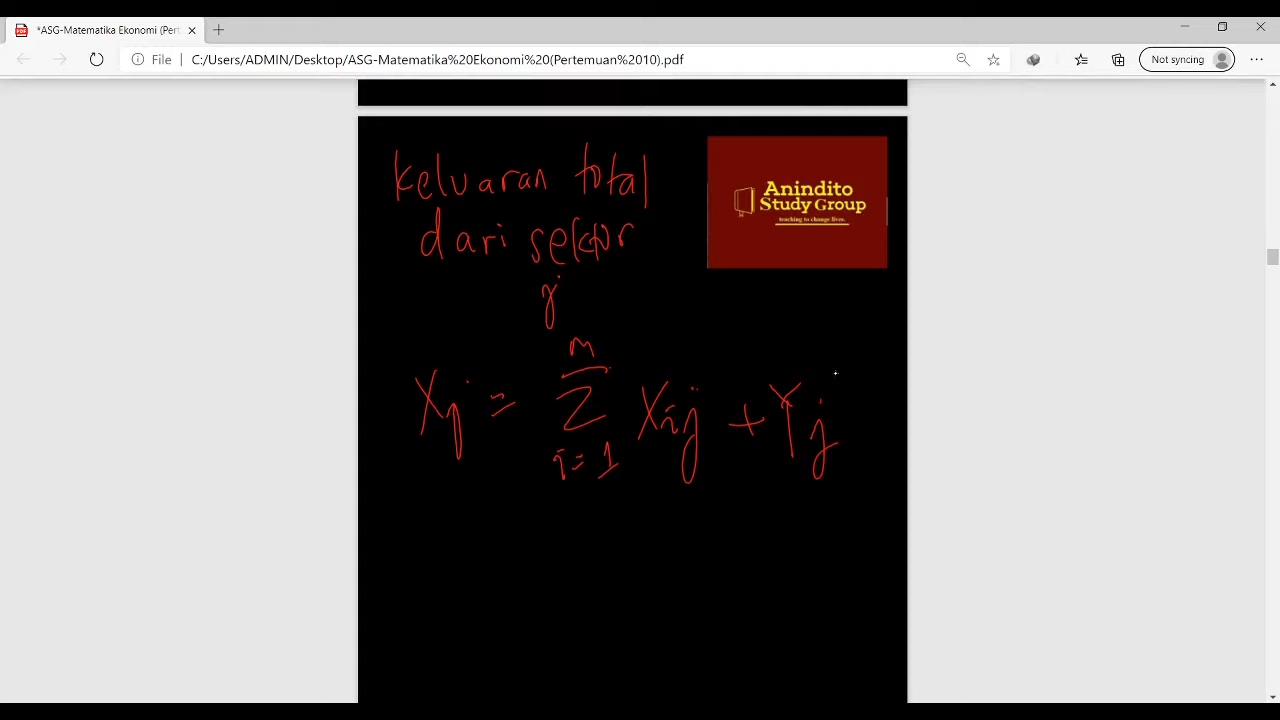 *ASG-Matematika Ekonomi (Pert
File
C:/Users/ADMIN/Desktop/ASG-Matematika%20Ekonomi%20(Pertemuan%2010).pdf
Not syncing
Keluaran total
dari sektor
j
Anindito
Study Group
teaching to change lives.
m
Xj = Σ Xij + Yj
i=1